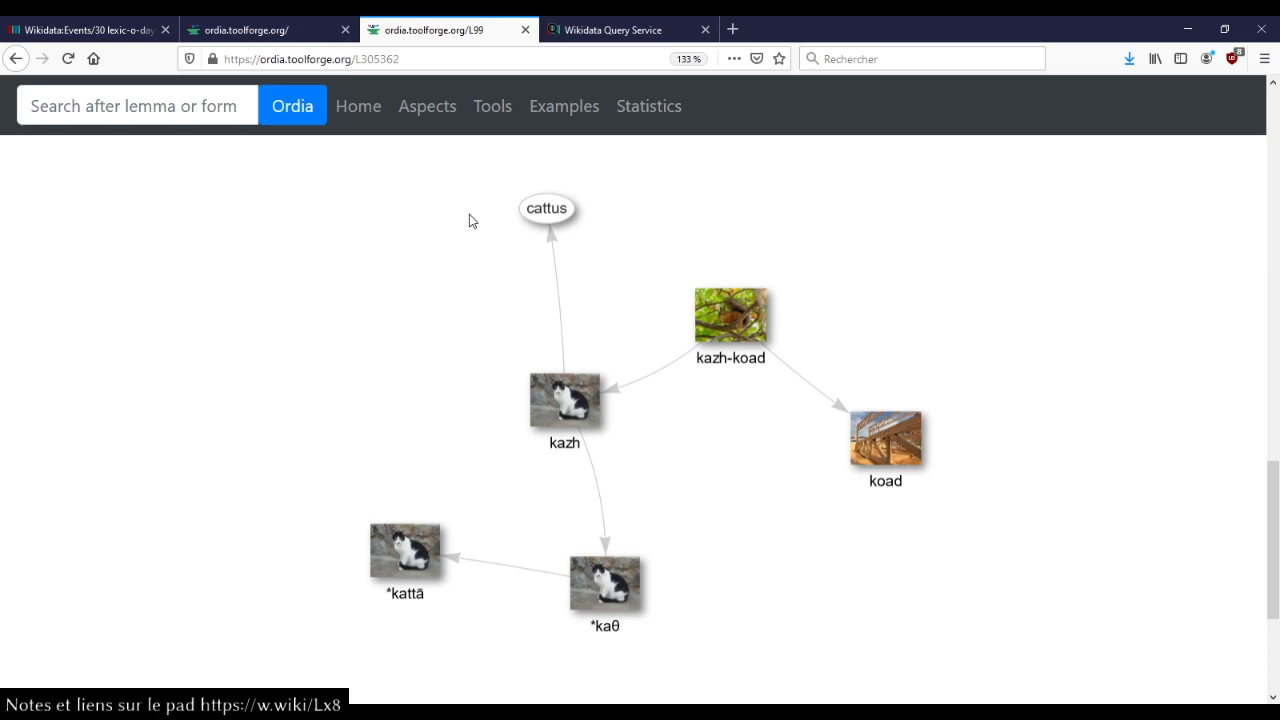 Wikidata:Events/30 lexic-o-day
ordia.toolforge.org/
ordia.toolforge.org/L99
Wikidata Query Service
https://ordia.toolforge.org/L305362
133 %
Rechercher
8
Search after lemma or form
Ordia
Home
Aspects
Tools
Examples
Statistics
cattus
kazh-koad
kazh
koad
*kattā
*kaθ
Notes et liens sur le pad https://w.wiki/Lx8